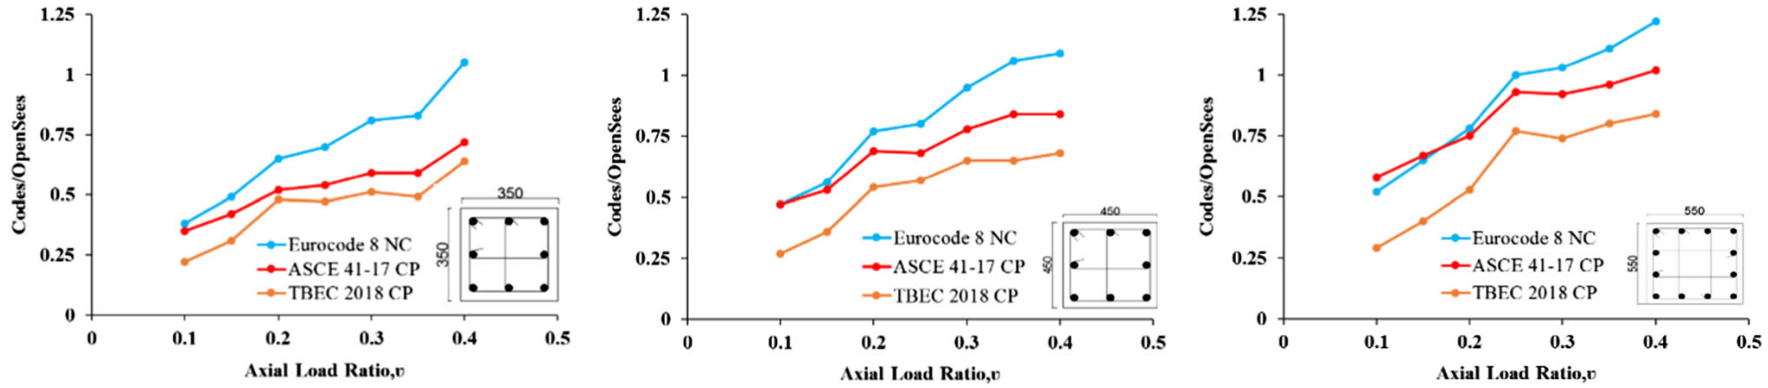 1.25
1
0.75
0.5
0.25
0
Codes/OpenSees
0 0.1 0.2 0.3 0.4 0.5
Axial Load Ratio,υ
Eurocode 8 NC
ASCE 41-17 CP
TBEC 2018 CP
350
350
1.25
1
0.75
0.5
0.25
0
Codes/OpenSees
0 0.1 0.2 0.3 0.4 0.5
Axial Load Ratio,υ
Eurocode 8 NC
ASCE 41-17 CP
TBEC 2018 CP
450
450
1.25
1
0.75
0.5
0.25
0
Codes/OpenSees
0 0.1 0.2 0.3 0.4 0.5
Axial Load Ratio,υ
Eurocode 8 NC
ASCE 41-17 CP
TBEC 2018 CP
550
550